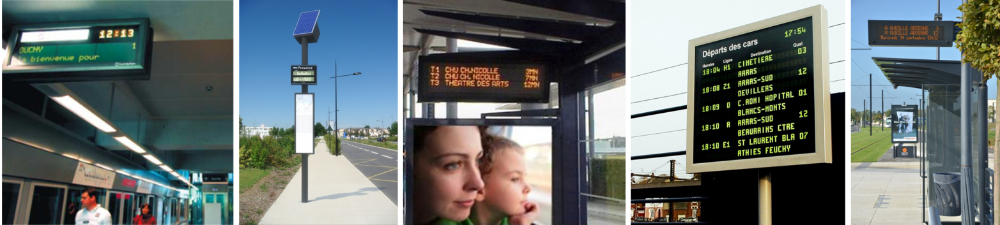 12:13
OUCHY 1
la bienvenue pour
Provence
T1 CHU CH.NICOLLE 3MN
T2 CHU CH. NICOLLE 7MN
T3 THEATRE DES ARTS 12MN
17:54
Départs des cars
Horaire Ligne Destination Quai
18:04 H1 CIMETIERE 03
ARRAS
18:08 Z1 ARRAS-SUD 12
DEVILLERS
18:09 D C.ADNI HOPITAL 01
BLANCS-MONTS
18:10 A ARRAS-SUD 12
BEAURAINS CTRE
18:10 E1 ST LAURENT BLA 07
ATHIES FEUCHY
A AVRILLE ARDENNE 3
A AVRILLE ARDENNE 12
Mercredi 14 septembre 10:32